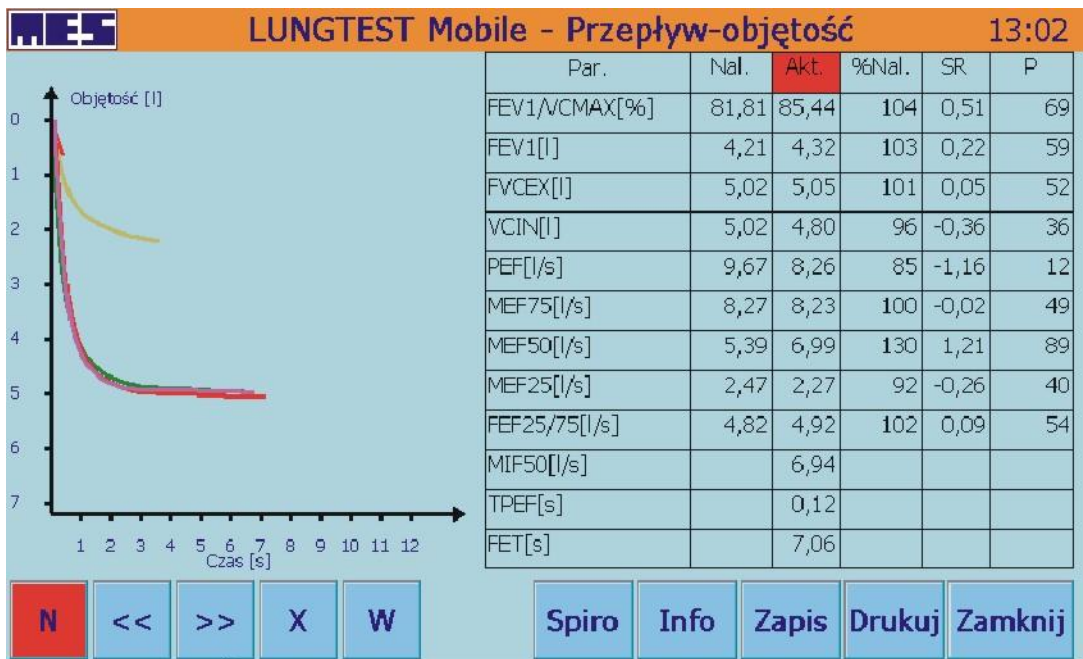 MES LUNGTEST Mobile - Przepływ-objętość 13:02
Objętość [l]
0
1
2
3
4
5
6
7
1 2 3 4 5 6 7 8 9 10 11 12
Czas [s]
Par. Nal. Akt. %Nal. SR P
FEV1/VCMAX[%] 81,81 85,44 104 0,51 69
FEV1[l] 4,21 4,32 103 0,22 59
FVCEX[l] 5,02 5,05 101 0,05 52
VCIN[l] 5,02 4,80 96 -0,36 36
PEF[l/s] 9,67 8,26 85 -1,16 12
MEF75[l/s] 8,27 8,23 100 -0,02 49
MEF50[l/s] 5,39 6,99 130 1,21 89
MEF25[l/s] 2,47 2,27 92 -0,26 40
FEF25/75[l/s] 4,82 4,92 102 0,09 54
MIF50[l/s] 6,94
TPEF[s] 0,12
FET[s] 7,06
N << >> X W Spiro Info Zapis Drukuj Zamknij